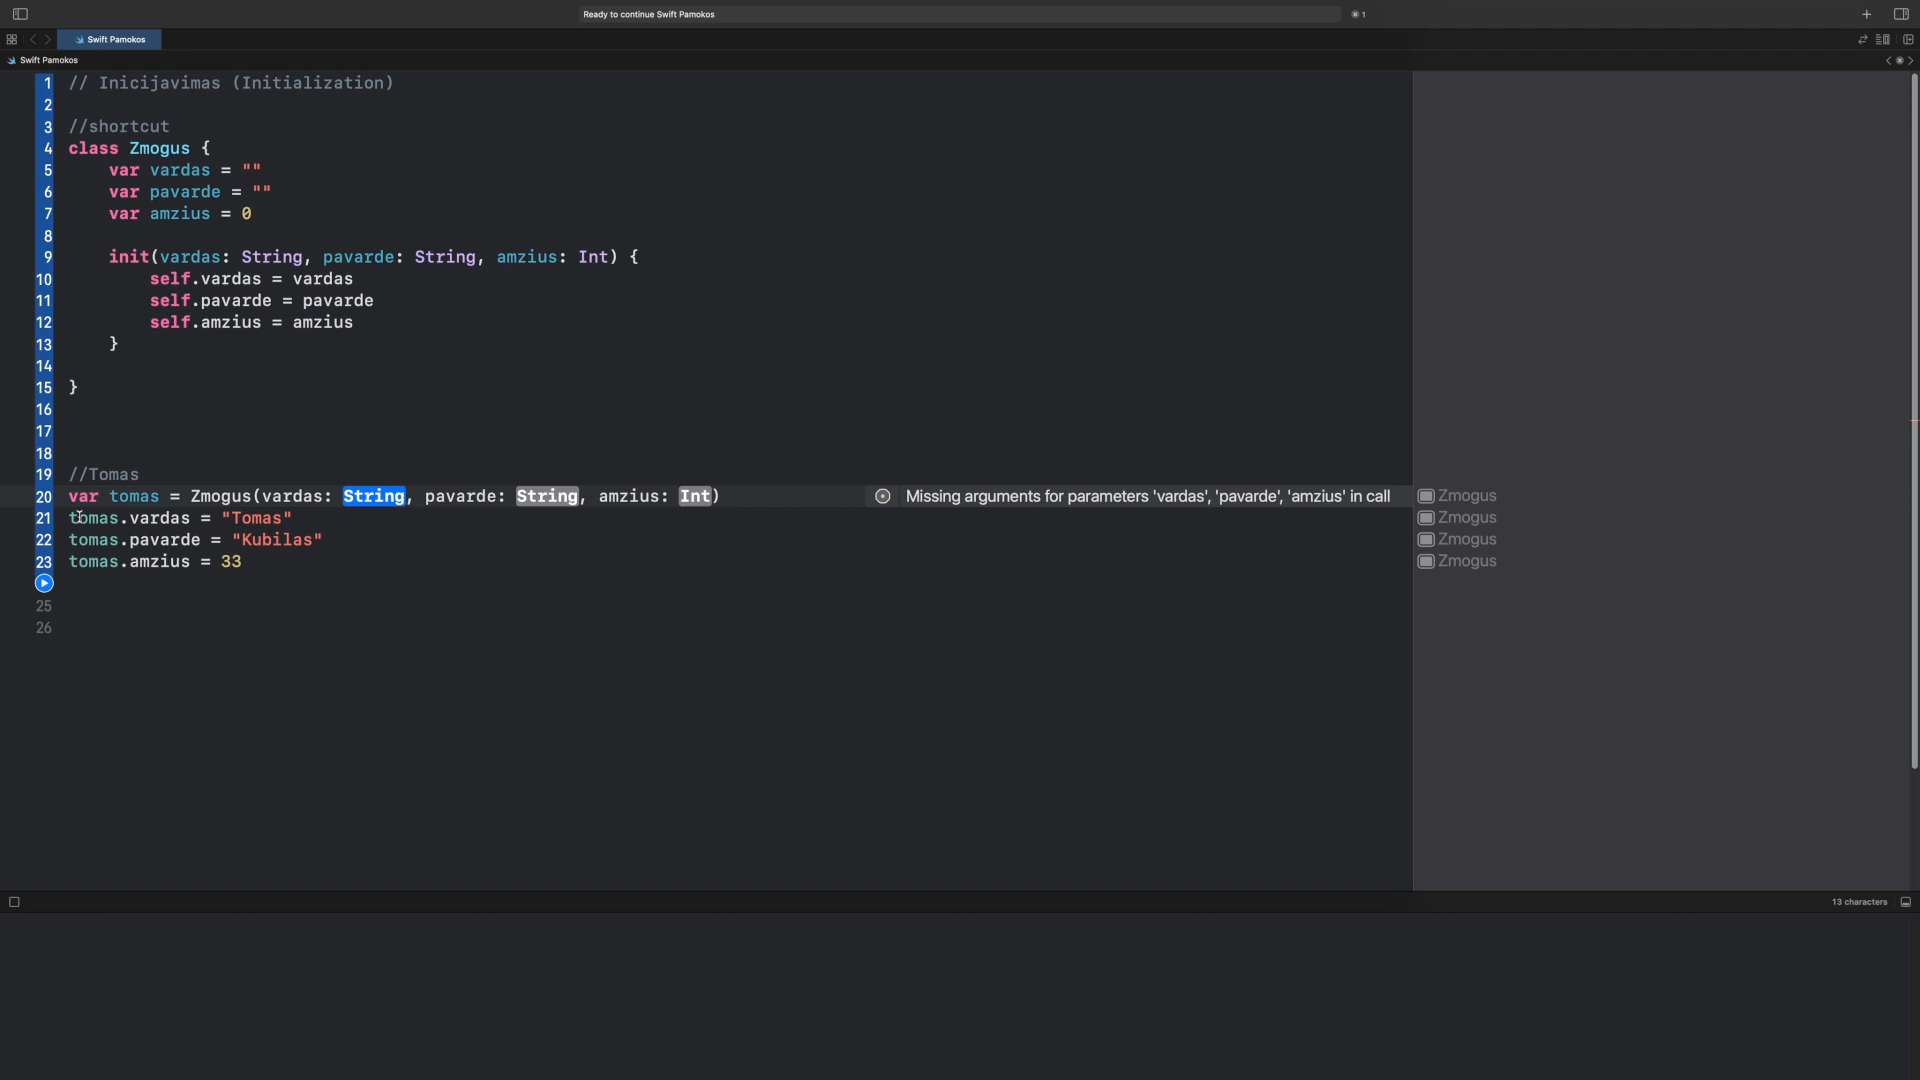 Ready to continue Swift Pamokos
1
Swift Pamokos
Swift Pamokos
1 // Inicijavimas (Initialization)
2
3 //shortcut
4 class Zmogus {
5 var vardas = ""
6 var pavarde = ""
7 var amzius = 0
8
9 init(vardas: String, pavarde: String, amzius: Int) {
10 self.vardas = vardas
11 self.pavarde = pavarde
12 self.amzius = amzius
13 }
14
15 }
16
17
18
19 //Tomas
20 var tomas = Zmogus(vardas: String, pavarde: String, amzius: Int) Missing arguments for parameters 'vardas', 'pavarde', 'amzius' in call Zmogus
21 tomas.vardas = "Tomas" Zmogus
22 tomas.pavarde = "Kubilas" Zmogus
23 tomas.amzius = 33 Zmogus
25
26
13 characters